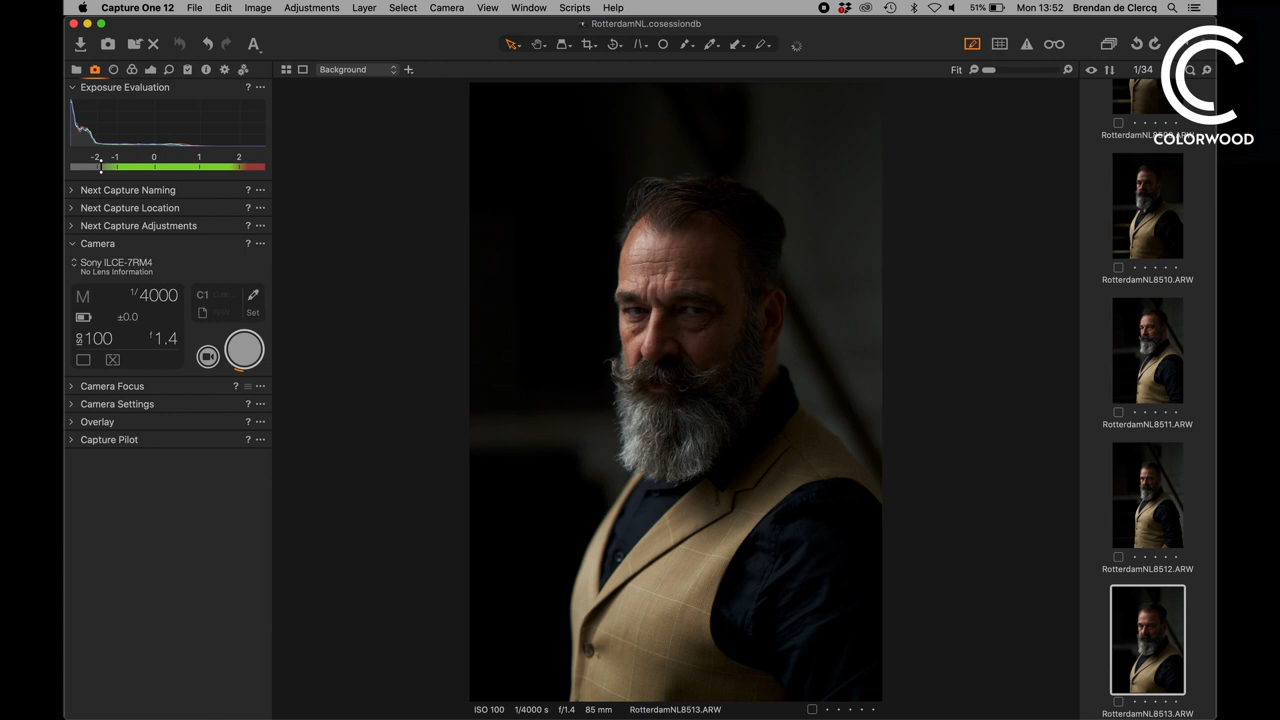 Capture One 12 File Edit Image Adjustments Layer Select Camera View Window Scripts Help 51% Mon 13:52 Brendan de Clercq
RotterdamNL.cosessiondb
Background
Fit
1/34
COLORWOOD
Exposure Evaluation ?
-2 -1 0 1 2
Next Capture Naming ?
Next Capture Location ?
Next Capture Adjustments ?
Camera ?
Sony ILCE-7RM4
No Lens Information
M 1/4000
±0.0
ISO 100 f 1.4
C1
Set
Camera Focus ?
Camera Settings ?
Overlay ?
Capture Pilot ?
RotterdamNL8510.ARW
RotterdamNL8511.ARW
RotterdamNL8512.ARW
RotterdamNL8513.ARW
ISO 100 1/4000 s f/1.4 85 mm RotterdamNL8513.ARW